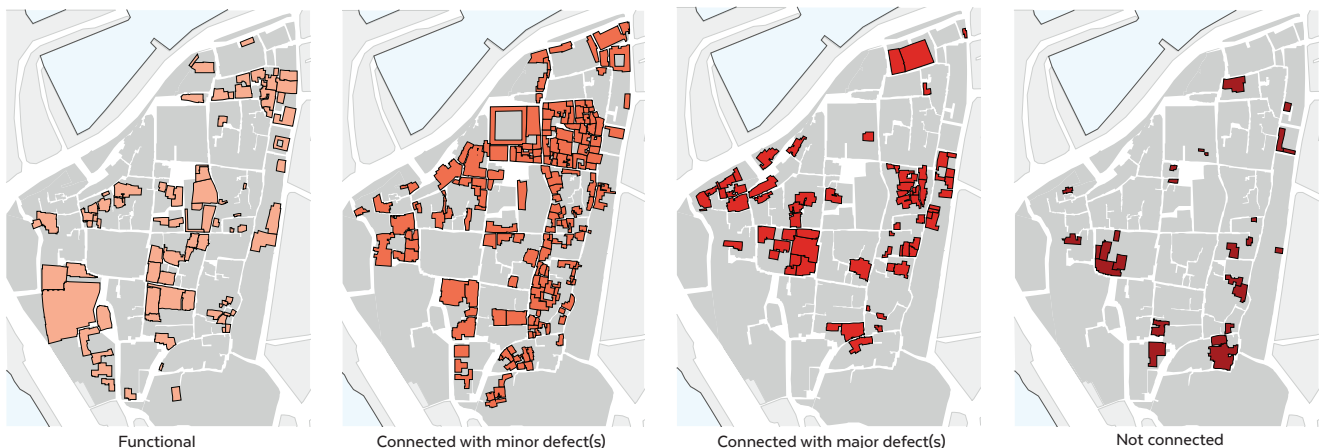 Functional
Connected with minor defect(s)
Connected with major defect(s)
Not connected